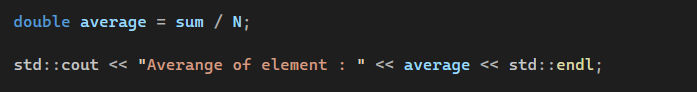 double average = sum / N;
std::cout << "Averange of element : " << average << std::endl;